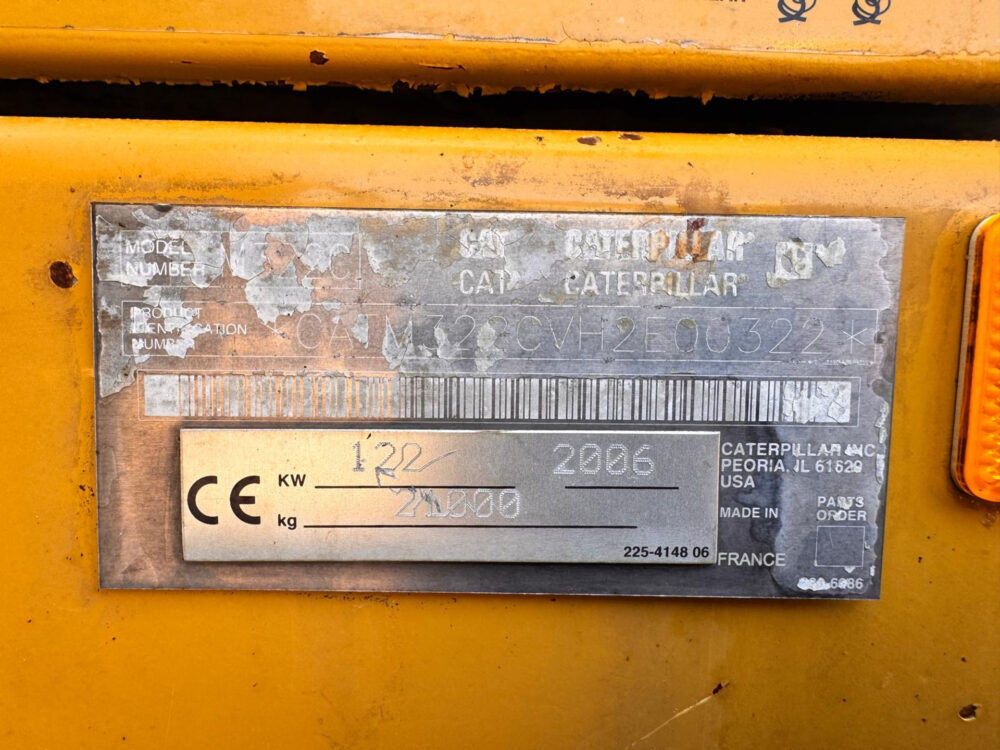 MODEL
NUMBER
CAT CATERPILLAR
CAT CATERPILLAR
PRODUCT
IDENTIFICATION
NUMBER
*CATM322CVH2E00322*
CE
KW 122 2006
kg
225-4148 06
CATERPILLAR INC.
PEORIA, IL 61629
USA
MADE IN
FRANCE
PARTS
ORDER